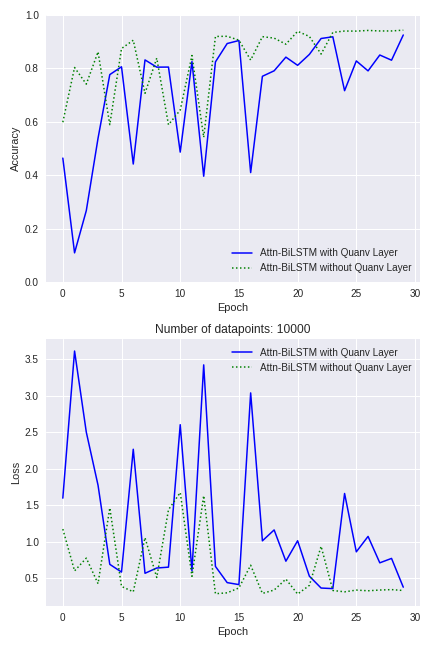 1.0
0.8
0.6
0.4
0.2
0.0
Accuracy
Attn-BiLSTM with Quanv Layer
Attn-BiLSTM without Quanv Layer
0 5 10 15 20 25 30
Epoch
Number of datapoints: 10000
3.5
3.0
2.5
2.0
1.5
1.0
0.5
Loss
Attn-BiLSTM with Quanv Layer
Attn-BiLSTM without Quanv Layer
0 5 10 15 20 25 30
Epoch